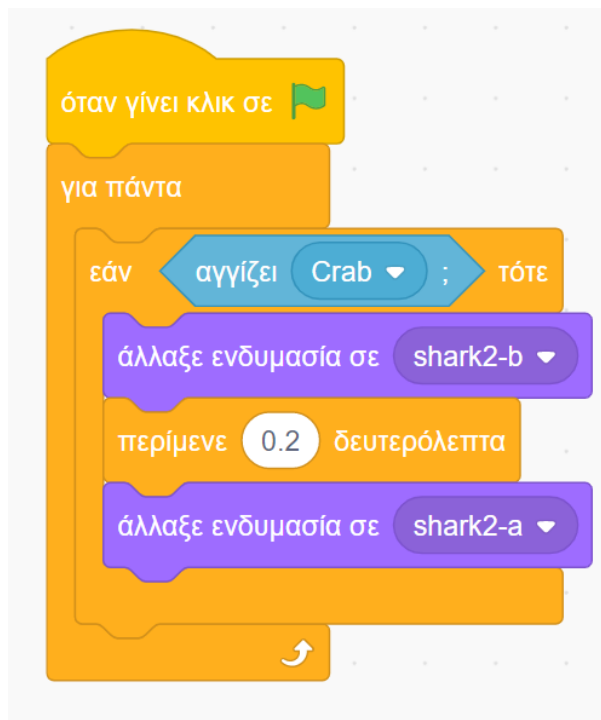 όταν γίνει κλικ σε
για πάντα
εάν αγγίζει Crab ; τότε
άλλαξε ενδυμασία σε shark2-b
περίμενε 0.2 δευτερόλεπτα
άλλαξε ενδυμασία σε shark2-a